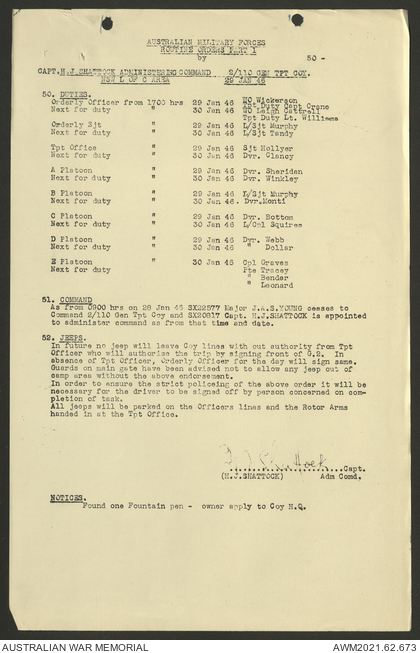 AUSTRALIAN MILITARY FORCES
ROUTINE ORDERS PART 1
by 50 -
CAPT.H.J.SHATTOCK ADMINISTERING COMMAND 2/110 GEN TPT COY.
NSW L OF C AREA 29 JAN 46
50. DUTIES.
Orderly Officer from 1700 hrs 29 Jan 46 WO Wickerson
Tpt Duty Capt Crane
Next for duty 30 Jan 46 WO Leigh Cattrell
Tpt Duty Lt. Williams
Orderly Sjt " 29 Jan 46 L/Sjt Murphy
Next for duty 30 Jan 46 L/Sjt Tandy
Tpt Office " 29 Jan 46 Sjt Hollyer
Next for duty 30 Jan 46 Dvr. Clancy
A Platoon " 29 Jan 46 Dvr. Sheridan
Next for duty 30 Jan 46 Dvr. Winkley
B Platoon " 29 Jan 46 L/Sjt Murphy
Next for duty 30 Jan 46 . Dvr.Monti
C Platoon " 29 Jan 46 Dvr. Bottom
Next for duty 30 Jan 46 L/Cpl Squires
D Platoon " 29 Jan 46 Dvr. Webb
Next for duty 30 Jan 46 " Dollar
E Platoon " 30 Jan 46 Cpl Graves
Next for duty Pte Tracey
" Bender
" Leonard
51. COMMAND
As from 0900 hrs on 28 Jan 46 SX22577 Major J.A.S.YOUNG ceases to
Command 2/110 Gen Tpt Coy and SX20817 Capt. H.J.SHATTOCK is appointed
to administer command as from that time and date.
52. JEEPS.
In future no jeep will leave Coy lines with out authority from Tpt
Officer who will authorise the trip by signing front of G.2. In
absence of Tpt Officer, Orderly Officer for the day will sign same.
Guards on main gate have been advised not to allow any jeep out of
camp area without the above endorsement.
In order to ensure the strict policeing of the above order it will be
necessary for the driver to be signed off by person concerned on com-
pletion of task.
All jeeps will be parked on the Officers lines and the Rotor Arms
handed in at the Tpt Office.
Capt.
(H.J.SHATTOCK) Adm Comd.
NOTICES.
Found one Fountain pen - owner apply to Coy H.Q.
AUSTRALIAN WAR MEMORIAL AWM2021.62.673